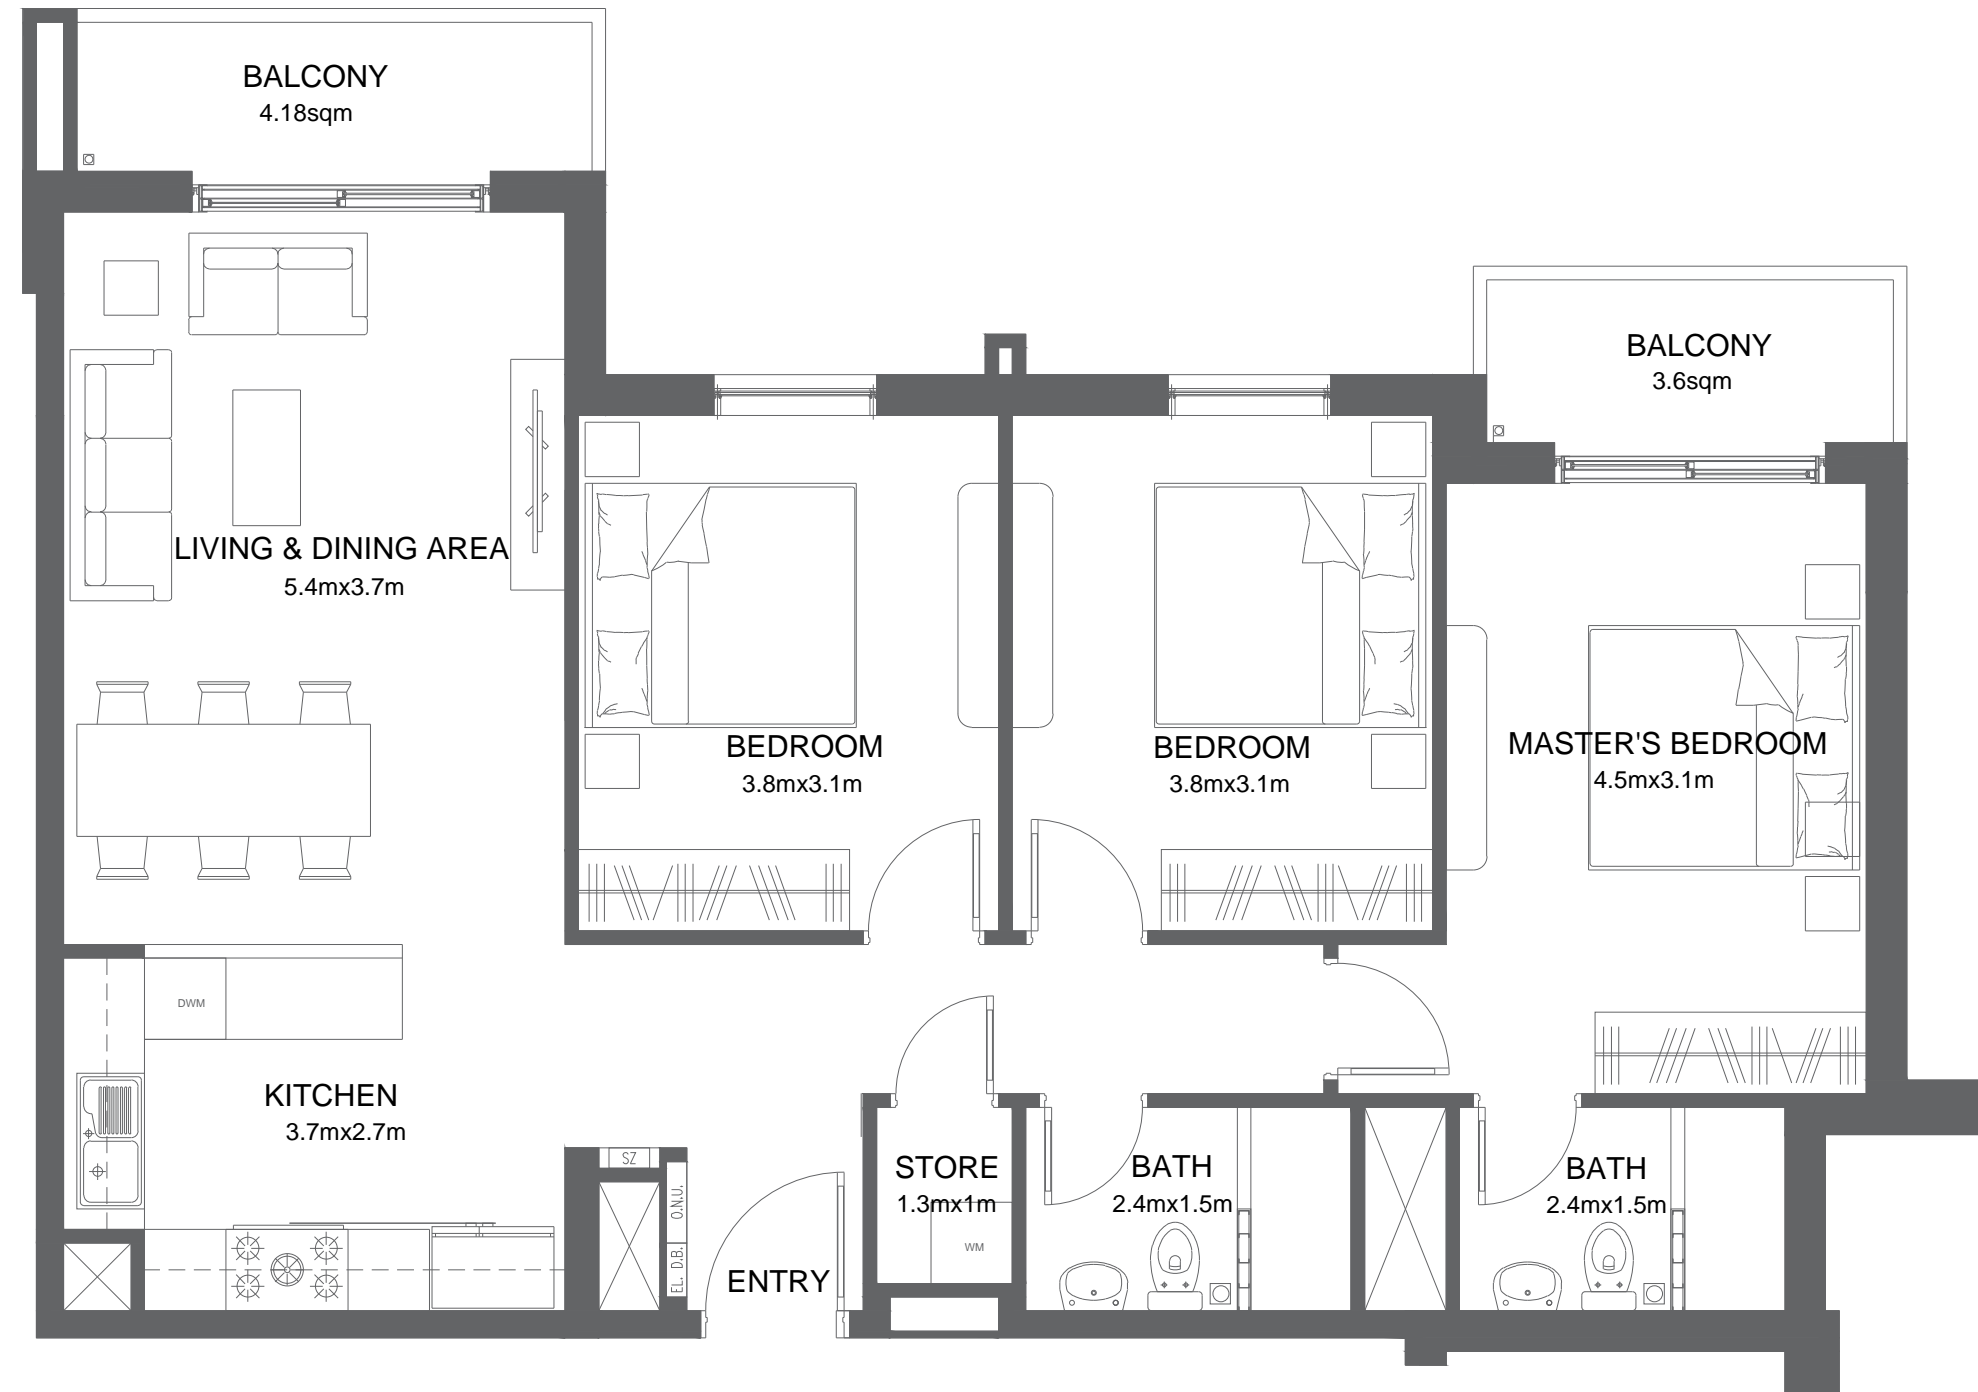 BALCONY
4.18sqm
BALCONY
3.6sqm
LIVING & DINING AREA
5.4mx3.7m
BEDROOM
3.8mx3.1m
BEDROOM
3.8mx3.1m
MASTER'S BEDROOM
4.5mx3.1m
DWM
KITCHEN
3.7mx2.7m
SZ
O.N.U.
EL. D.B.
ENTRY
STORE
1.3mx1m
WM
BATH
2.4mx1.5m
BATH
2.4mx1.5m